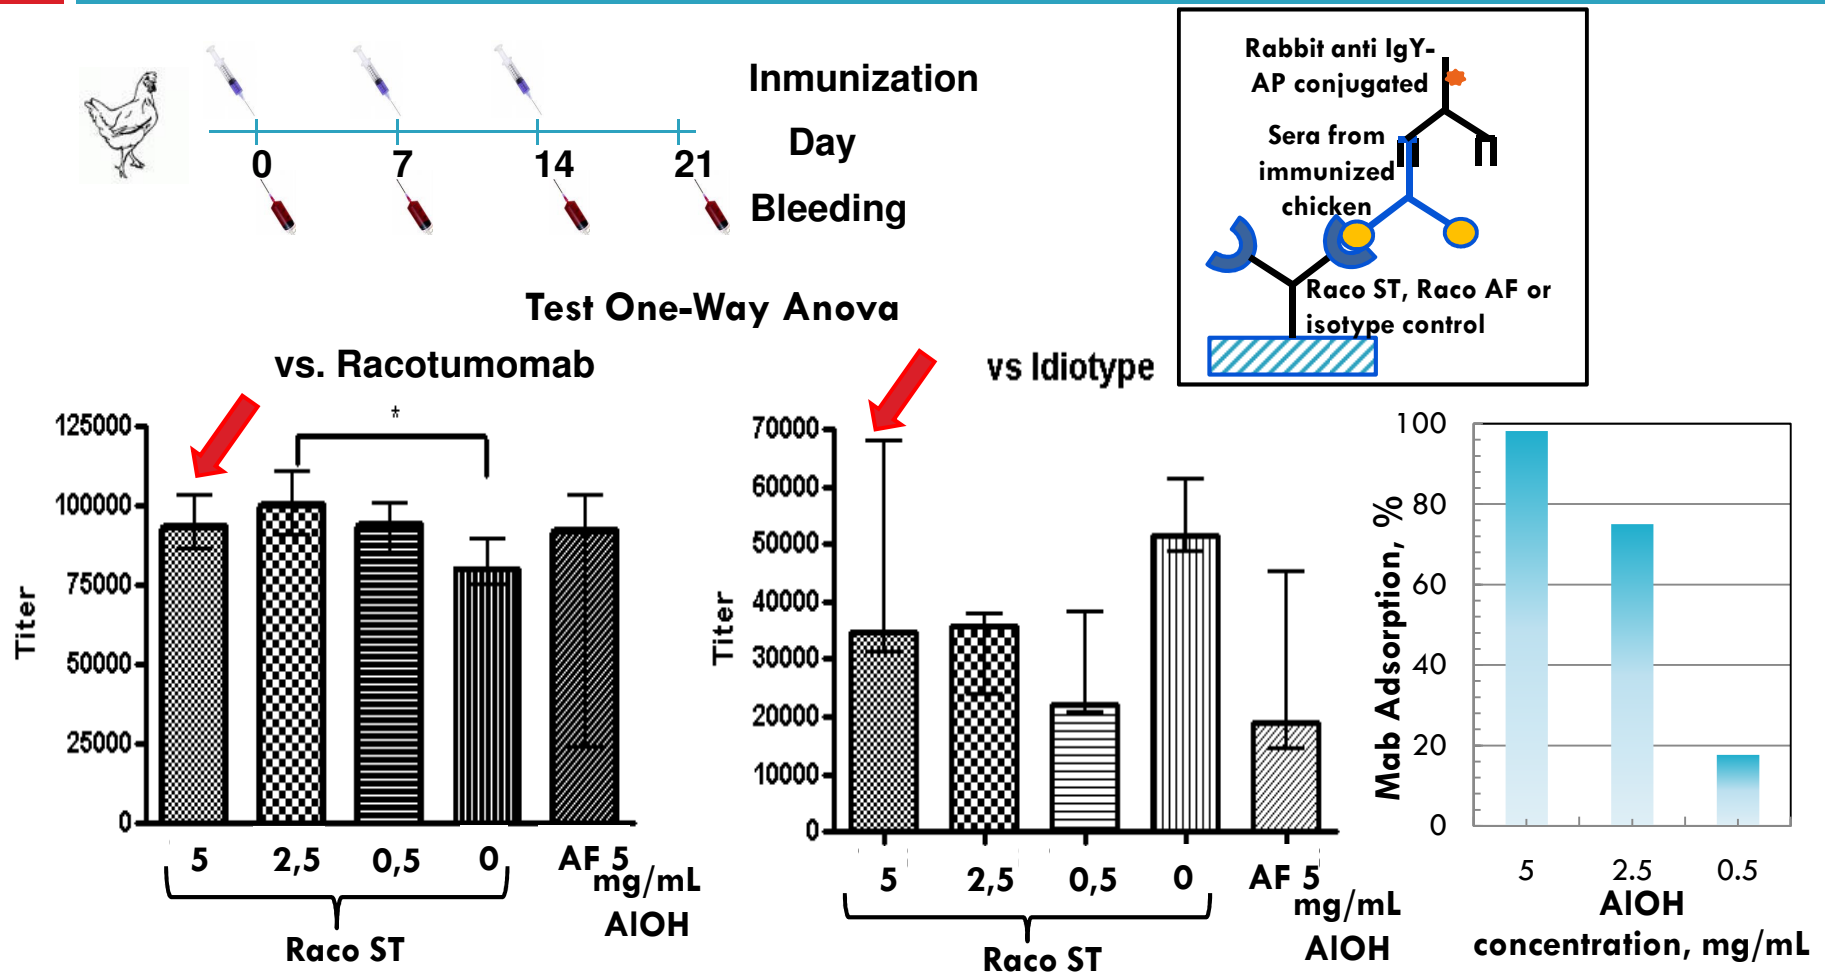 Inmunization
Day
0 7 14 21
Bleeding
Rabbit anti IgY-
AP conjugated
Sera from
immunized
chicken
Raco ST, Raco AF or
isotype control
Test One-Way Anova
vs. Racotumomab
125000
100000
75000
50000
25000
0
Titer
*
5 2,5 0,5 0 AF 5
mg/mL
AlOH
Raco ST
vs Idiotype
70000
60000
50000
40000
30000
20000
10000
0
Titer
5 2,5 0,5 0 AF 5
mg/mL
AlOH
Raco ST
100
80
60
40
20
0
Mab Adsorption, %
5 2.5 0.5
AlOH
concentration, mg/mL